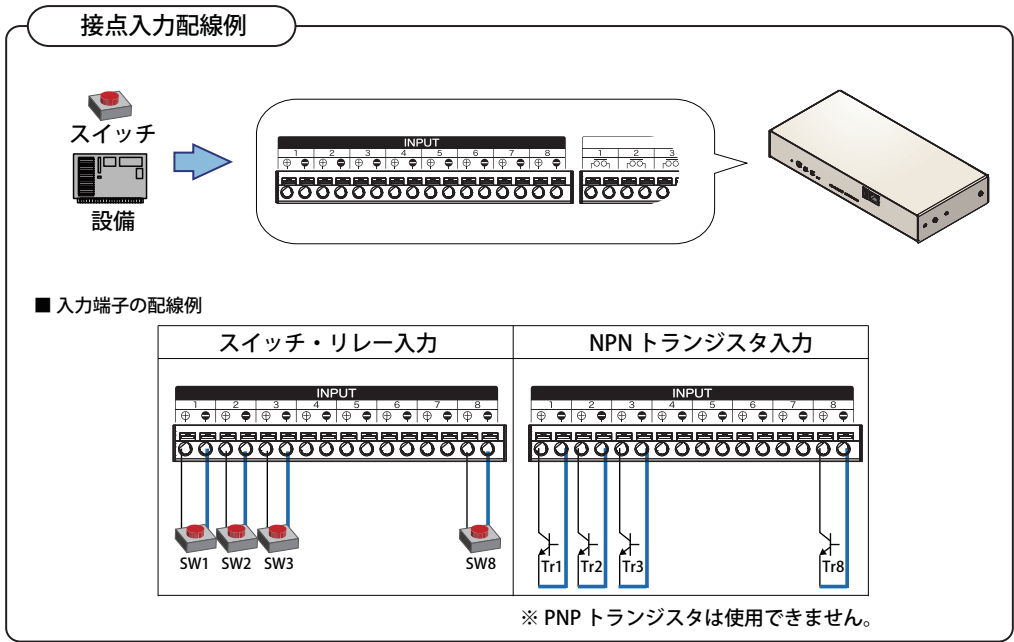 接点入力配線例
スイッチ
設備
INPUT
1 2 3 4 5 6 7 8
1 2 3
■ 入力端子の配線例
スイッチ・リレー入力
NPN トランジスタ入力
INPUT
1 2 3 4 5 6 7 8
INPUT
1 2 3 4 5 6 7 8
SW1 SW2 SW3 SW8
Tr1 Tr2 Tr3 Tr8
※ PNP トランジスタは使用できません。